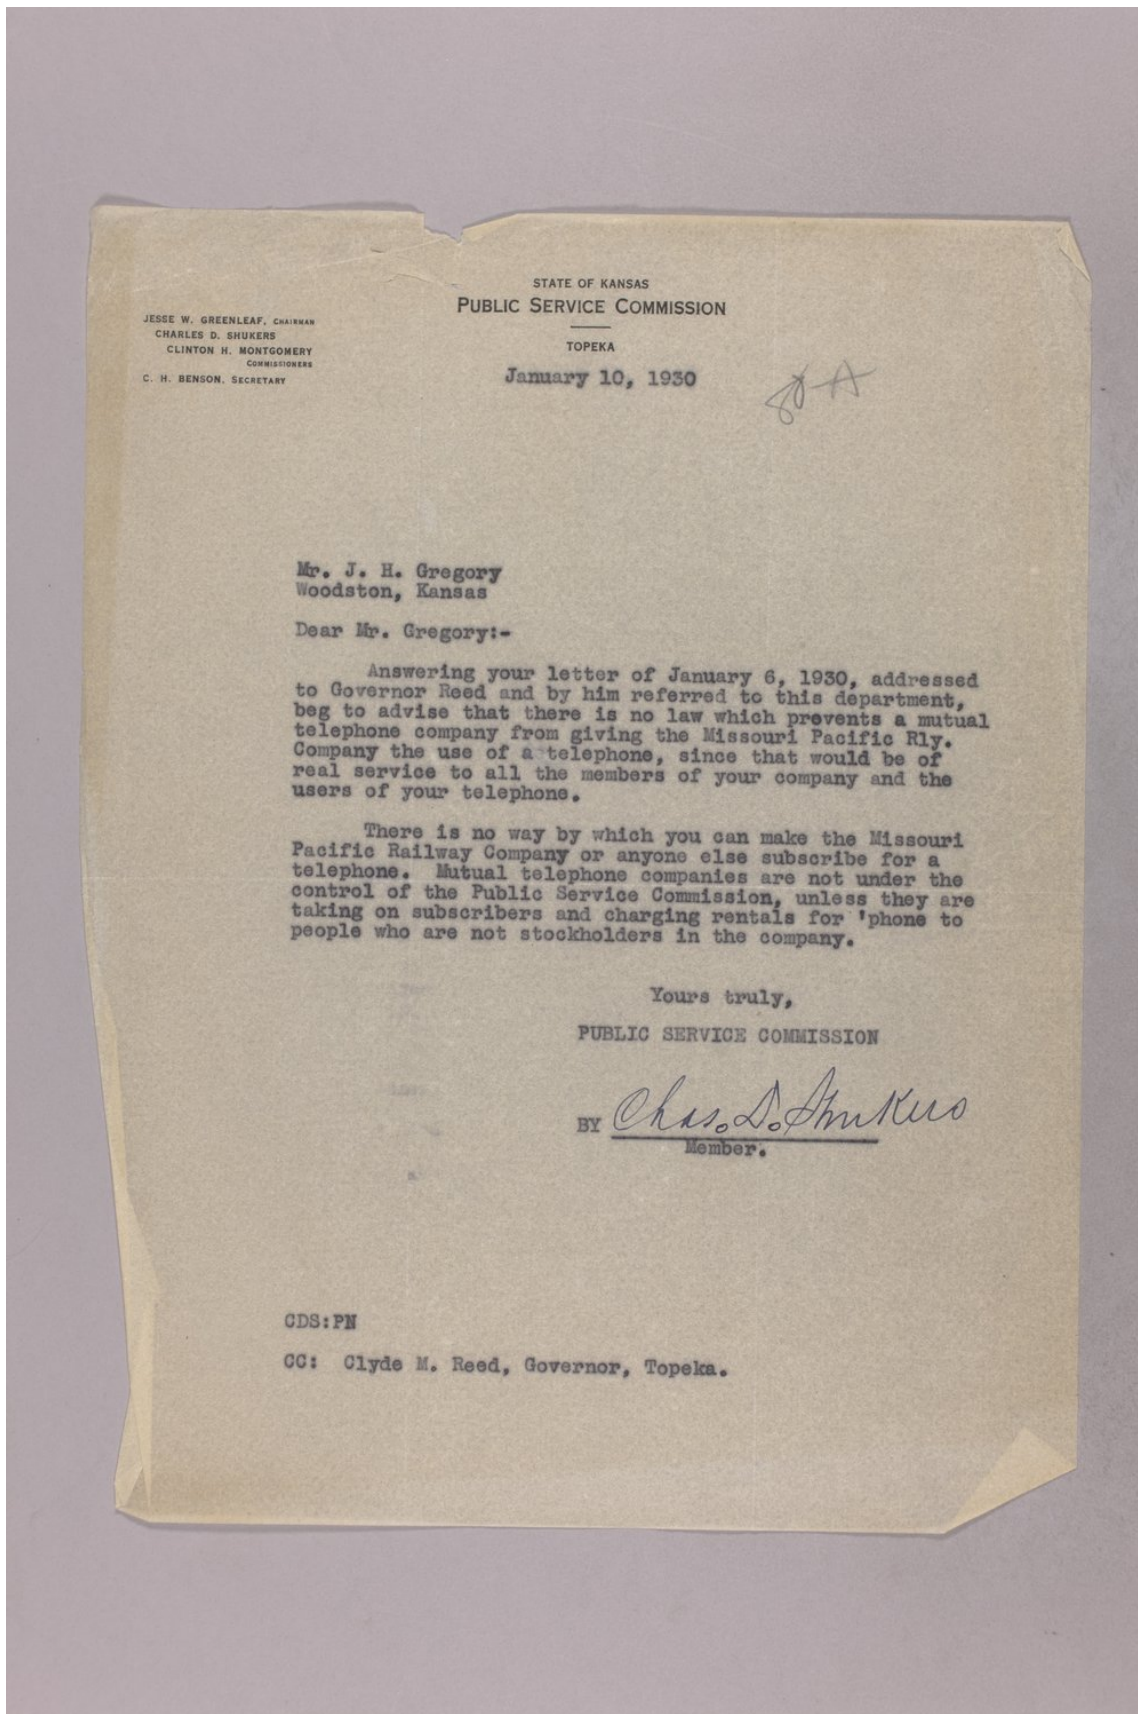 STATE OF KANSAS
PUBLIC SERVICE COMMISSION
TOPEKA
JESSE W. GREENLEAF, CHAIRMAN
CHARLES D. SHUKERS
CLINTON H. MONTGOMERY
COMMISSIONERS
C. H. BENSON, SECRETARY
January 10, 1930
Mr. J. H. Gregory
Woodston, Kansas
Dear Mr. Gregory:-
Answering your letter of January 6, 1930, addressed
to Governor Reed and by him referred to this department,
beg to advise that there is no law which prevents a mutual
telephone company from giving the Missouri Pacific Rly.
Company the use of a telephone, since that would be of
real service to all the members of your company and the
users of your telephone.
There is no way by which you can make the Missouri
Pacific Railway Company or anyone else subscribe for a
telephone. Mutual telephone companies are not under the
control of the Public Service Commission, unless they are
taking on subscribers and charging rentals for 'phone to
people who are not stockholders in the company.
Yours truly,
PUBLIC SERVICE COMMISSION
BY Chas. D. Shukers
Member.
CDS:PN
CC: Clyde M. Reed, Governor, Topeka.